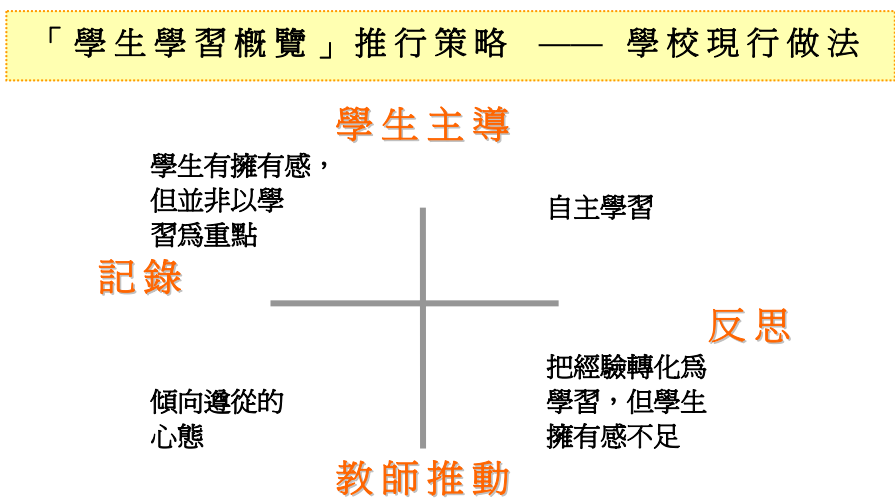 「學生學習概覽」推行策略 —— 學校現行做法
學生主導
學生有擁有感，
但並非以學
習為重點
自主學習
記錄
反思
把經驗轉化為
學習，但學生
擁有感不足
傾向遵從的
心態
教師推動